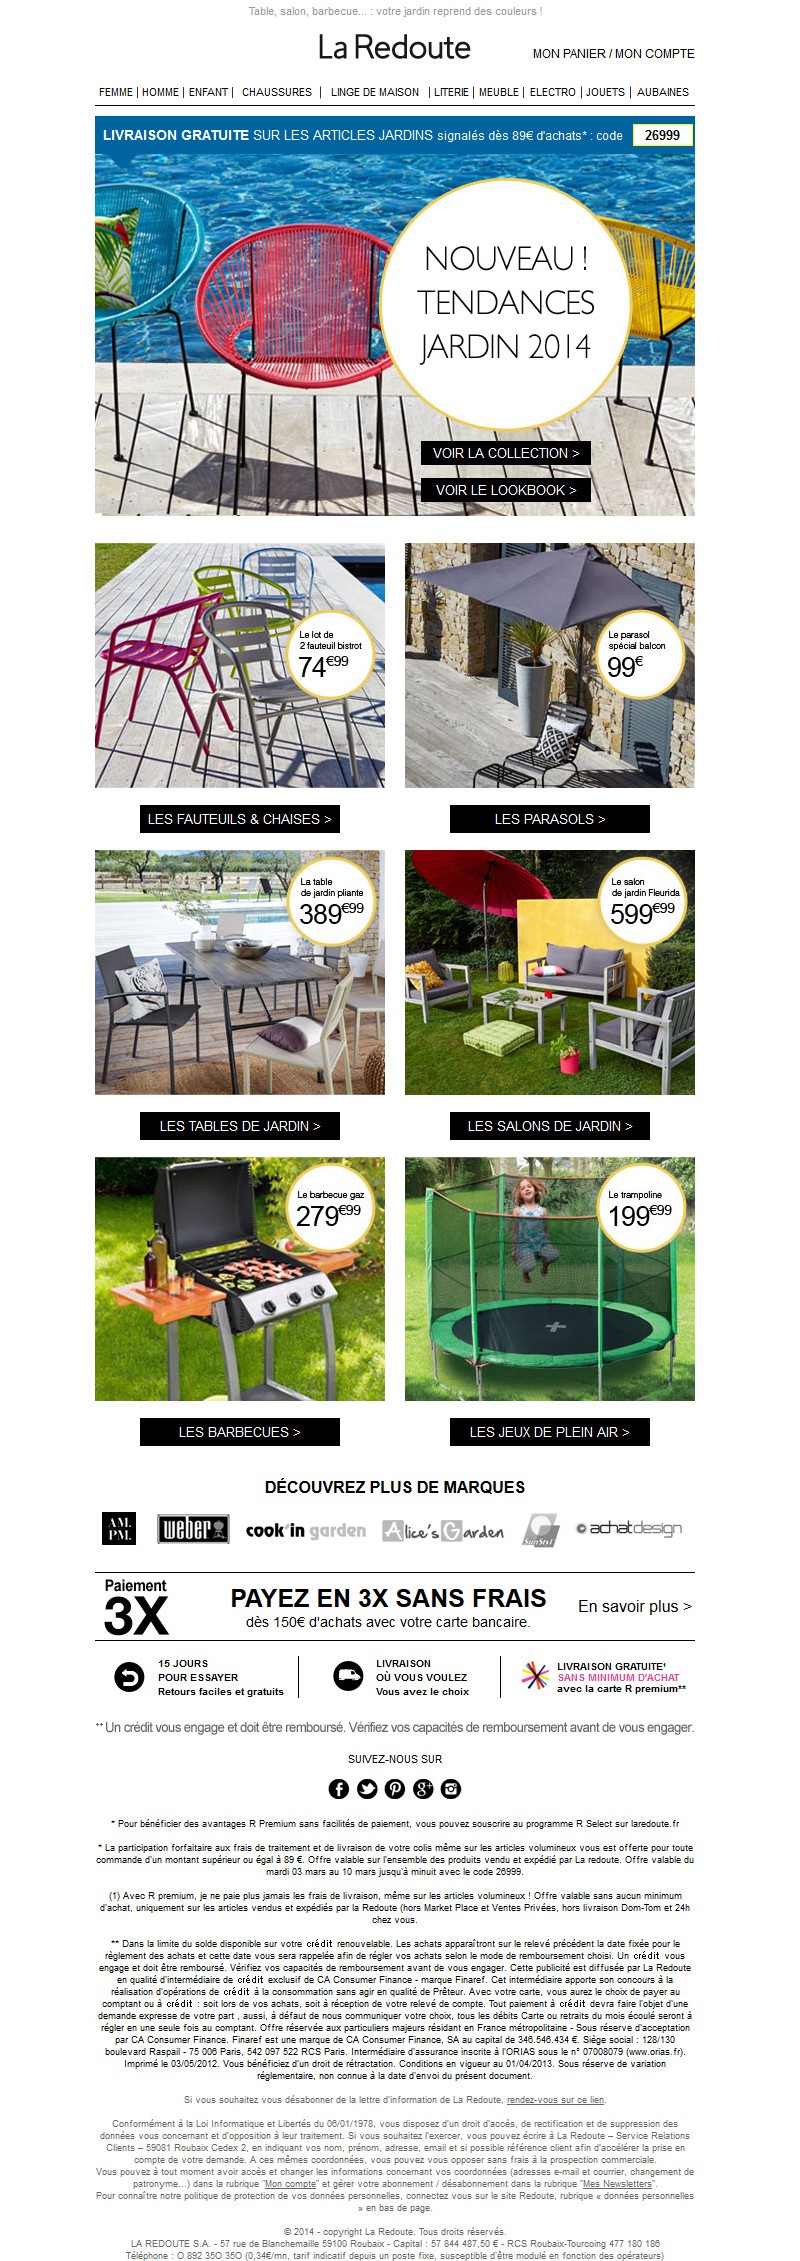 Table, salon, barbecue... : votre jardin reprend des couleurs !
La Redoute
MON PANIER / MON COMPTE
FEMME | HOMME | ENFANT | CHAUSSURES | LINGE DE MAISON | LITERIE | MEUBLE | ELECTRO | JOUETS | AUBAINES
LIVRAISON GRATUITE SUR LES ARTICLES JARDINS signalés dès 89€ d'achats* : code 26999
NOUVEAU !
TENDANCES
JARDIN 2014
VOIR LA COLLECTION >
VOIR LE LOOKBOOK >
Le lot de
2 fauteuil bistrot
74€99
Le parasol
spécial balcon
99€
LES FAUTEUILS & CHAISES >
LES PARASOLS >
La table
de jardin pliante
389€99
Le salon
de jardin Fleurida
599€99
LES TABLES DE JARDIN >
LES SALONS DE JARDIN >
Le barbecue gaz
279€99
Le trampoline
199€99
LES BARBECUES >
LES JEUX DE PLEIN AIR >
DÉCOUVREZ PLUS DE MARQUES
AM.
PM.
weber
cook'in garden
Alice's Garden
SunStyl
achatdesign
Paiement
3X
PAYEZ EN 3X SANS FRAIS
dès 150€ d'achats avec votre carte bancaire.
En savoir plus >
15 JOURS
POUR ESSAYER
Retours faciles et gratuits
LIVRAISON
OÙ VOUS VOULEZ
Vous avez le choix
LIVRAISON GRATUITE¹
SANS MINIMUM D'ACHAT
avec la carte R premium**
** Un crédit vous engage et doit être remboursé. Vérifiez vos capacités de remboursement avant de vous engager.
SUIVEZ-NOUS SUR
* Pour bénéficier des avantages R Premium sans facilités de paiement, vous pouvez souscrire au programme R Select sur laredoute.fr
* La participation forfaitaire aux frais de traitement et de livraison de votre colis même sur les articles volumineux vous est offerte pour toute
commande d'un montant supérieur ou égal à 89 €. Offre valable sur l'ensemble des produits vendu et expédié par La redoute. Offre valable du
mardi 03 mars au 10 mars jusqu'à minuit avec le code 26999.
(1) Avec R premium, je ne paie plus jamais les frais de livraison, même sur les articles volumineux ! Offre valable sans aucun minimum
d'achat, uniquement sur les articles vendus et expédiés par la Redoute (hors Market Place et Ventes Privées, hors livraison Dom-Tom et 24h
chez vous.
** Dans la limite du solde disponible sur votre crédit renouvelable. Les achats apparaîtront sur le relevé précédent la date fixée pour le
règlement des achats et cette date vous sera rappelée afin de régler vos achats selon le mode de remboursement choisi. Un crédit vous
engage et doit être remboursé. Vérifiez vos capacités de remboursement avant de vous engager. Cette publicité est diffusée par La Redoute
en qualité d'intermédiaire de crédit exclusif de CA Consumer Finance - marque Finaref. Cet intermédiaire apporte son concours à la
réalisation d'opérations de crédit à la consommation sans agir en qualité de Prêteur. Avec votre carte, vous aurez le choix de payer au
comptant ou à crédit : soit lors de vos achats, soit à réception de votre relevé de compte. Tout paiement à crédit devra faire l'objet d'une
demande expresse de votre part , aussi, à défaut de nous communiquer votre choix, tous les débits Carte ou retraits du mois écoulé seront à
régler en une seule fois au comptant. Offre réservée aux particuliers majeurs résidant en France métropolitaine - Sous réserve d'acceptation
par CA Consumer Finance. Finaref est une marque de CA Consumer Finance, SA au capital de 346.546.434 €. Siège social : 128/130
boulevard Raspail - 75 006 Paris, 542 097 522 RCS Paris. Intermédiaire d'assurance inscrite à l'ORIAS sous le n° 07008079 (www.orias.fr).
Imprimé le 03/05/2012. Vous bénéficiez d'un droit de rétractation. Conditions en vigueur au 01/04/2013. Sous réserve de variation
réglementaire, non connue à la date d'envoi du présent document.
Si vous souhaitez vous désabonner de la lettre d'information de La Redoute, rendez-vous sur ce lien.
Conformément à la Loi Informatique et Libertés du 06/01/1978, vous disposez d'un droit d'accès, de rectification et de suppression des
données vous concernant et d'opposition à leur traitement. Si vous souhaitez l'exercer, vous pouvez écrire à La Redoute – Service Relations
Clients – 59081 Roubaix Cedex 2, en indiquant vos nom, prénom, adresse, email et si possible référence client afin d'accélérer la prise en
compte de votre demande. A ces mêmes coordonnées, vous pouvez vous opposer sans frais à la prospection commerciale.
Vous pouvez à tout moment avoir accès et changer les informations concernant vos coordonnées (adresses e-mail et courrier, changement de
patronyme...) dans la rubrique "Mon compte" et gérer votre abonnement / désabonnement dans la rubrique "Mes Newsletters".
Pour connaître notre politique de protection de vos données personnelles, connectez vous sur le site Redoute, rubrique « données personnelles
» en bas de page.
© 2014 - copyright La Redoute. Tous droits réservés.
LA REDOUTE S.A. - 57 rue de Blanchemaille 59100 Roubaix - Capital : 57 844 487,50 € - RCS Roubaix-Tourcoing 477 180 186
Téléphone : O 892 35O 35O (0,34€/mn, tarif indicatif depuis un poste fixe, susceptible d'être modulé en fonction des opérateurs)